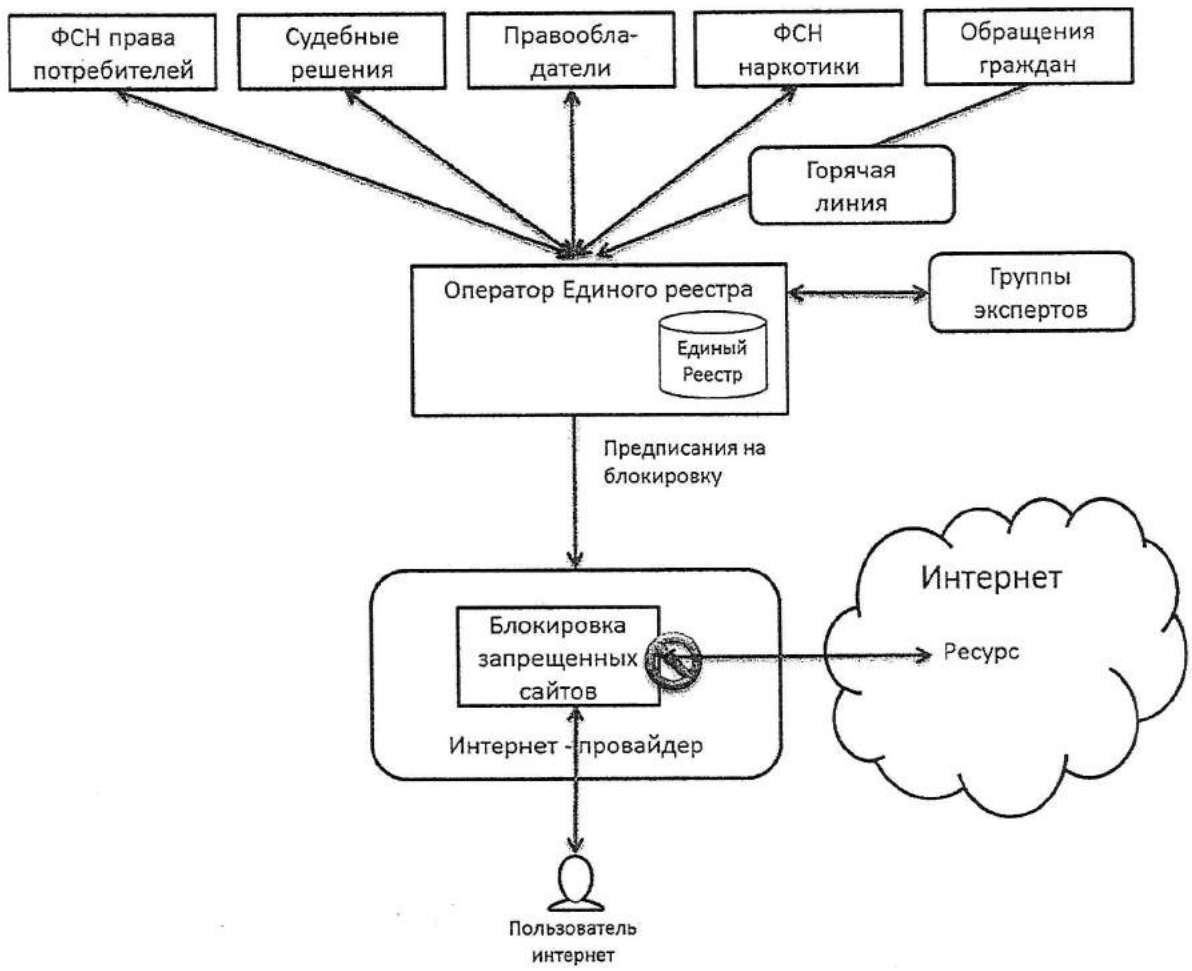 ФСН права
потребителей
Судебные
решения
Правообла-
датели
ФСН
наркотики
Обращения
граждан
Горячая
линия
Оператор Единого реестра
Единый
Реестр
Группы
экспертов
Предписания на
блокировку
Интернет
Ресурс
Блокировка
запрещенных
сайтов
Интернет - провайдер
Пользователь
интернет